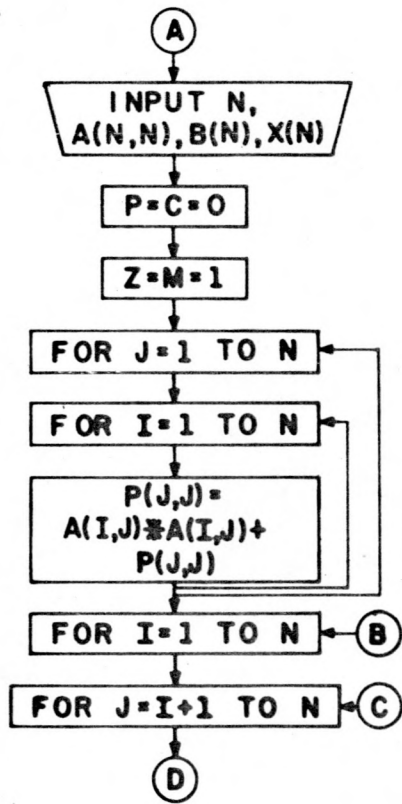 A
INPUT N,
A(N,N),B(N),X(N)
P=C=0
Z=M=1
FOR J=1 TO N
FOR I=1 TO N
P(J,J)=
A(I,J)*A(I,J)+
P(J,J)
FOR I=1 TO N
B
FOR J=I+1 TO N
C
D